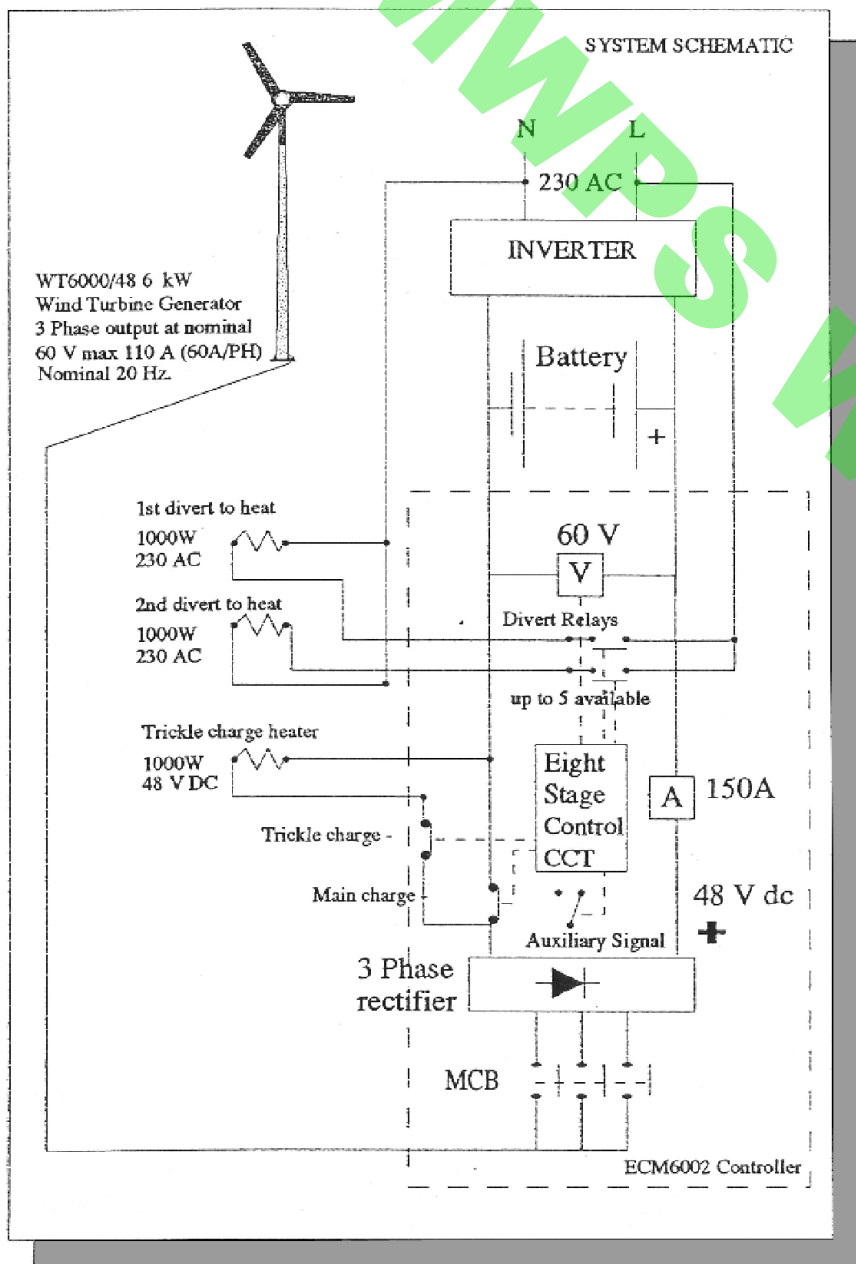 SYSTEM SCHEMATIC
N L
230 AC
INVERTER
WT6000/48 6 kW
Wind Turbine Generator
3 Phase output at nominal
60 V max 110 A (60A/PH)
Nominal 20 Hz.
Battery
+
1st divert to heat
1000W
230 AC
60 V
V
2nd divert to heat
1000W
230 AC
Divert Relays
up to 5 available
Trickle charge heater
1000W
48 V DC
Eight
Stage
Control
CCT
A 150A
Trickle charge -
Main charge -
48 V dc
+
Auxiliary Signal
3 Phase
rectifier
MCB
ECM6002 Controller
WPS W